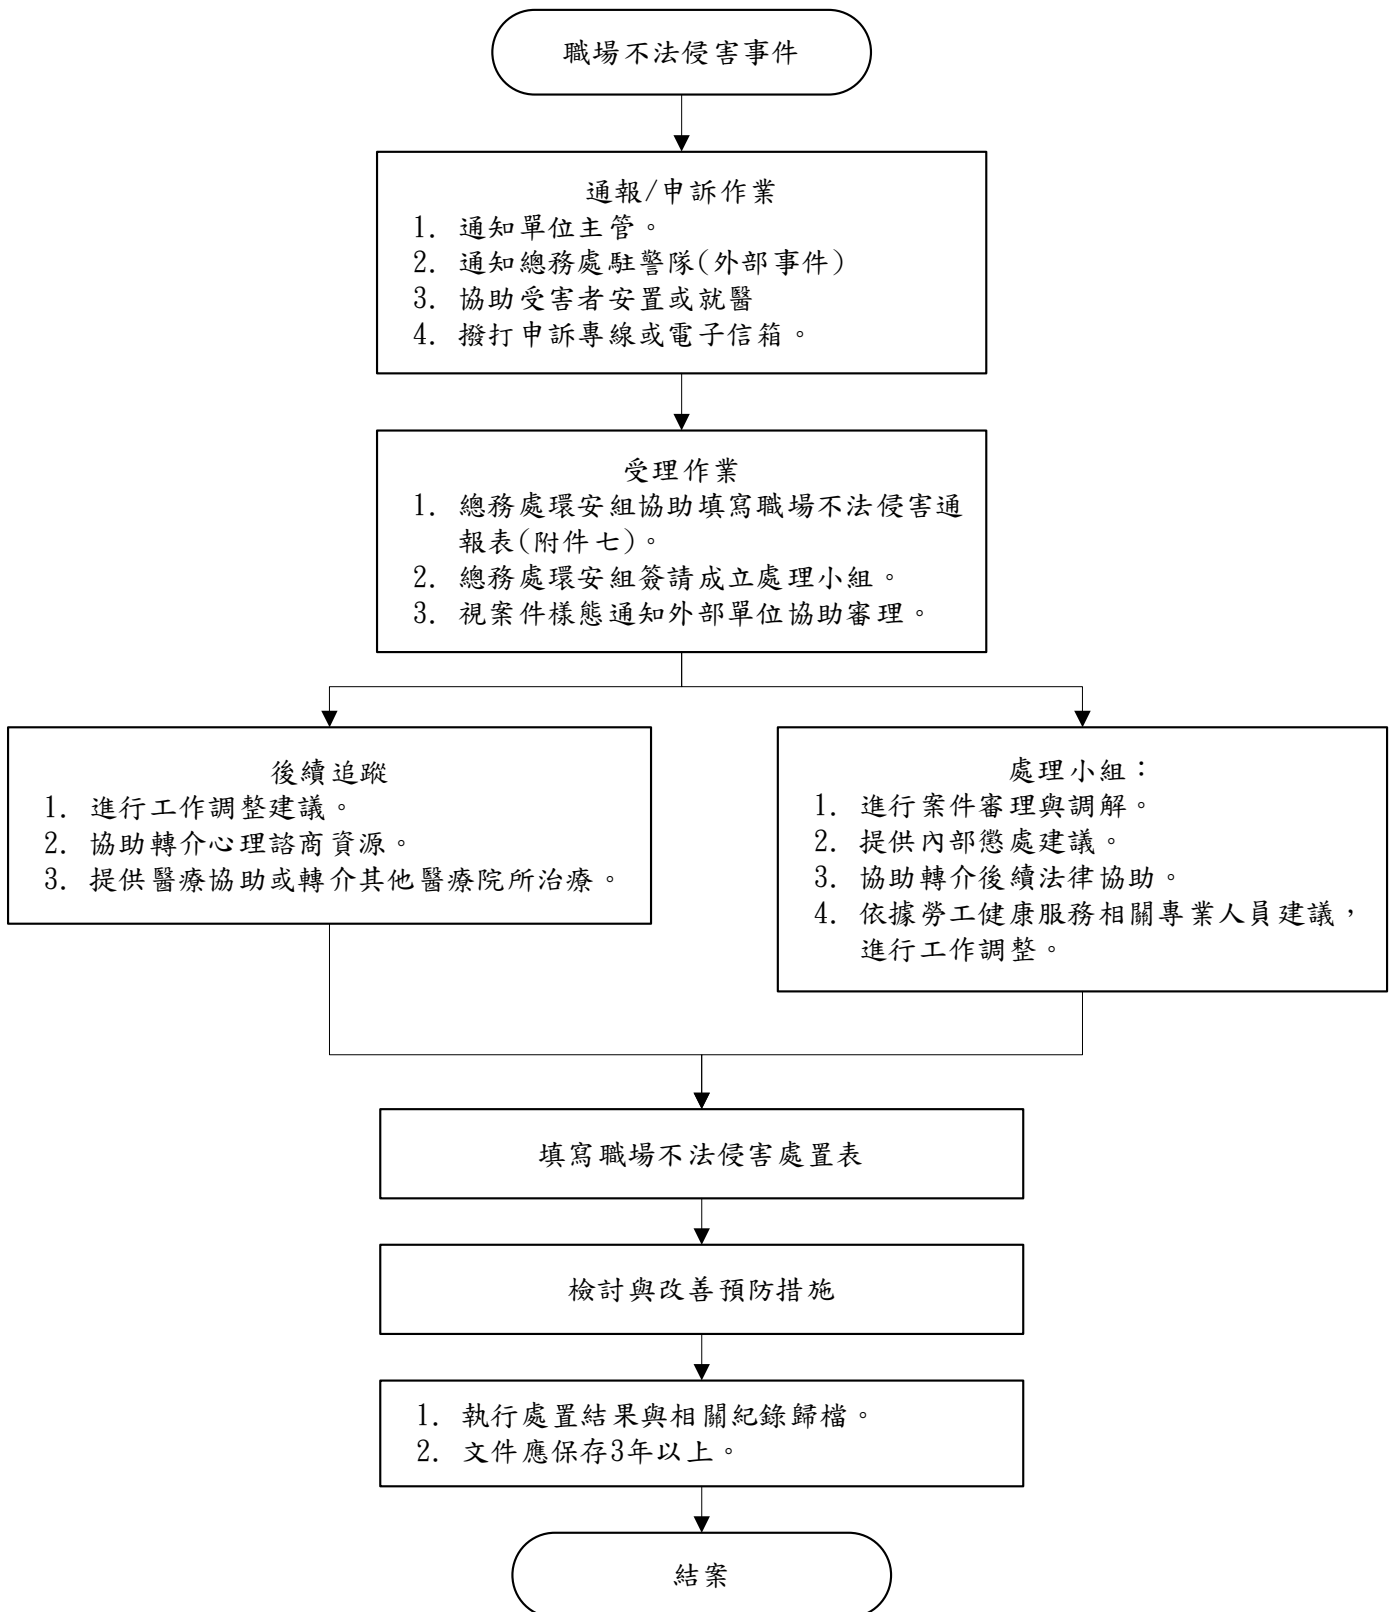 職場不法侵害事件
通報/申訴作業
1. 通知單位主管。
2. 通知總務處駐警隊(外部事件)
3. 協助受害者安置或就醫
4. 撥打申訴專線或電子信箱。
受理作業
1. 總務處環安組協助填寫職場不法侵害通
報表(附件七)。
2. 總務處環安組簽請成立處理小組。
3. 視案件樣態通知外部單位協助審理。
後續追蹤
1. 進行工作調整建議。
2. 協助轉介心理諮商資源。
3. 提供醫療協助或轉介其他醫療院所治療。
處理小組：
1. 進行案件審理與調解。
2. 提供內部懲處建議。
3. 協助轉介後續法律協助。
4. 依據勞工健康服務相關專業人員建議，
進行工作調整。
填寫職場不法侵害處置表
檢討與改善預防措施
1. 執行處置結果與相關紀錄歸檔。
2. 文件應保存3年以上。
結案